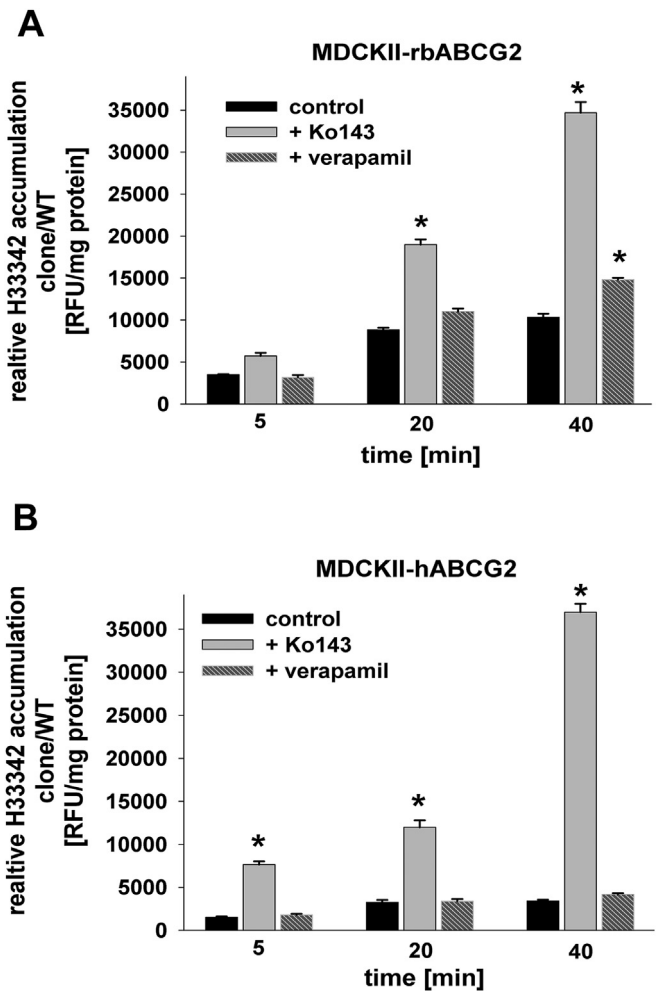 A
MDCKII-rbABCG2
realtive H33342 accumulation
clone/WT
[RFU/mg protein]
35000
30000
25000
20000
15000
10000
5000
0
control
+ Ko143
+ verapamil
*
*
*
5
20
40
time [min]
B
MDCKII-hABCG2
realtive H33342 accumulation
clone/WT
[RFU/mg protein]
35000
30000
25000
20000
15000
10000
5000
0
control
+ Ko143
+ verapamil
*
*
*
5
20
40
time [min]